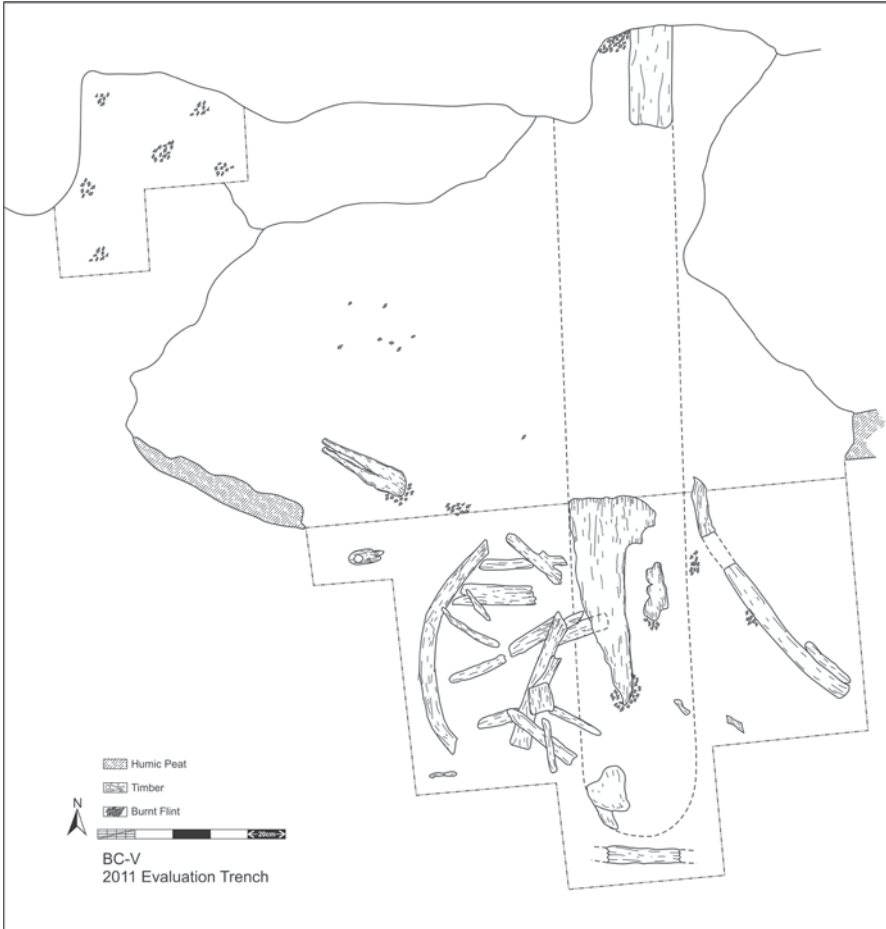 Humic Peat
Timber
Burnt Flint
N
20cm
BC-V
2011 Evaluation Trench